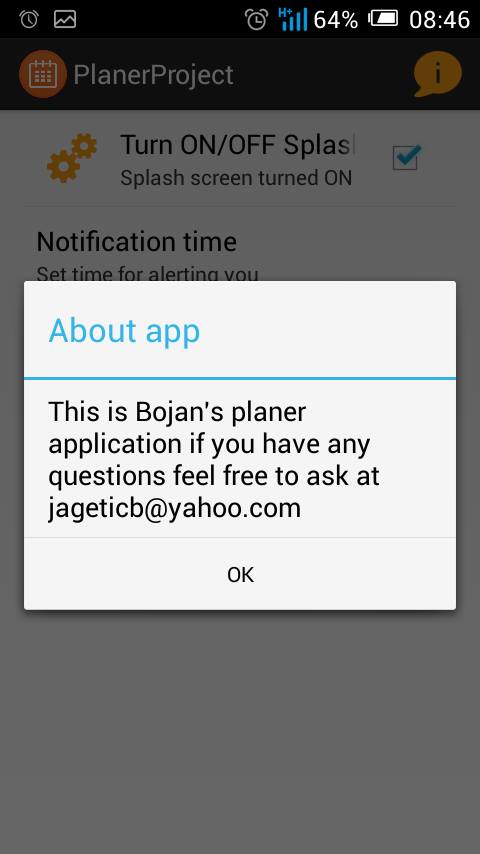 H+ 64% 08:46
PlanerProject
i
Turn ON/OFF Splas
Splash screen turned ON
Notification time
Set time for alerting you
About app
This is Bojan's planer
application if you have any
questions feel free to ask at
jageticb@yahoo.com
OK